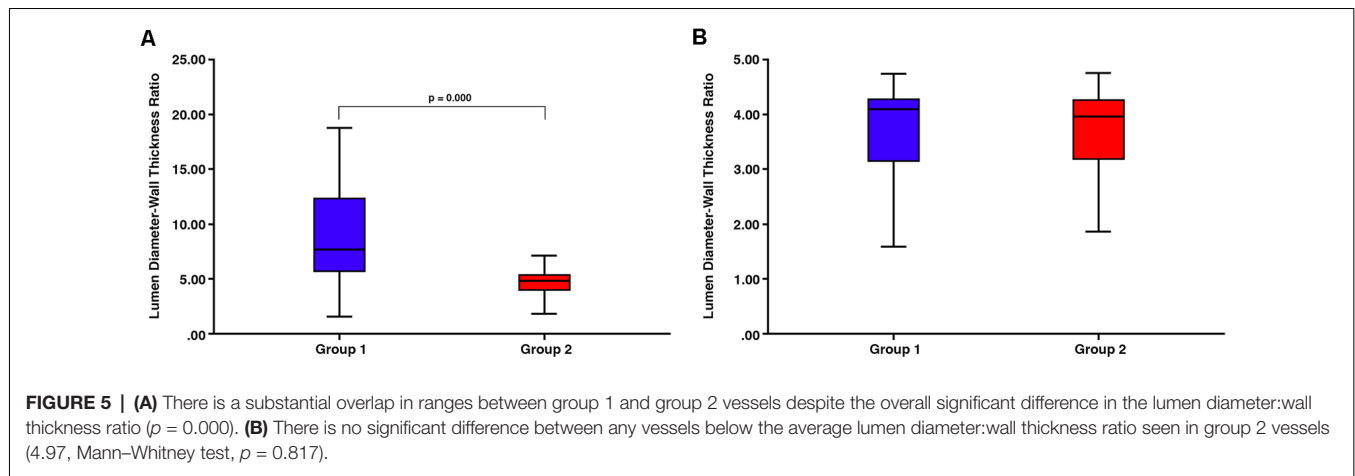 A
Lumen Diameter-Wall Thickness Ratio
25.00
20.00
15.00
10.00
5.00
.00
p = 0.000
Group 1
Group 2
B
Lumen Diameter-Wall Thickness Ratio
5.00
4.00
3.00
2.00
1.00
.00
Group 1
Group 2
FIGURE 5 | (A) There is a substantial overlap in ranges between group 1 and group 2 vessels despite the overall significant difference in the lumen diameter:wall
thickness ratio (p = 0.000). (B) There is no significant difference between any vessels below the average lumen diameter:wall thickness ratio seen in group 2 vessels
(4.97, Mann–Whitney test, p = 0.817).